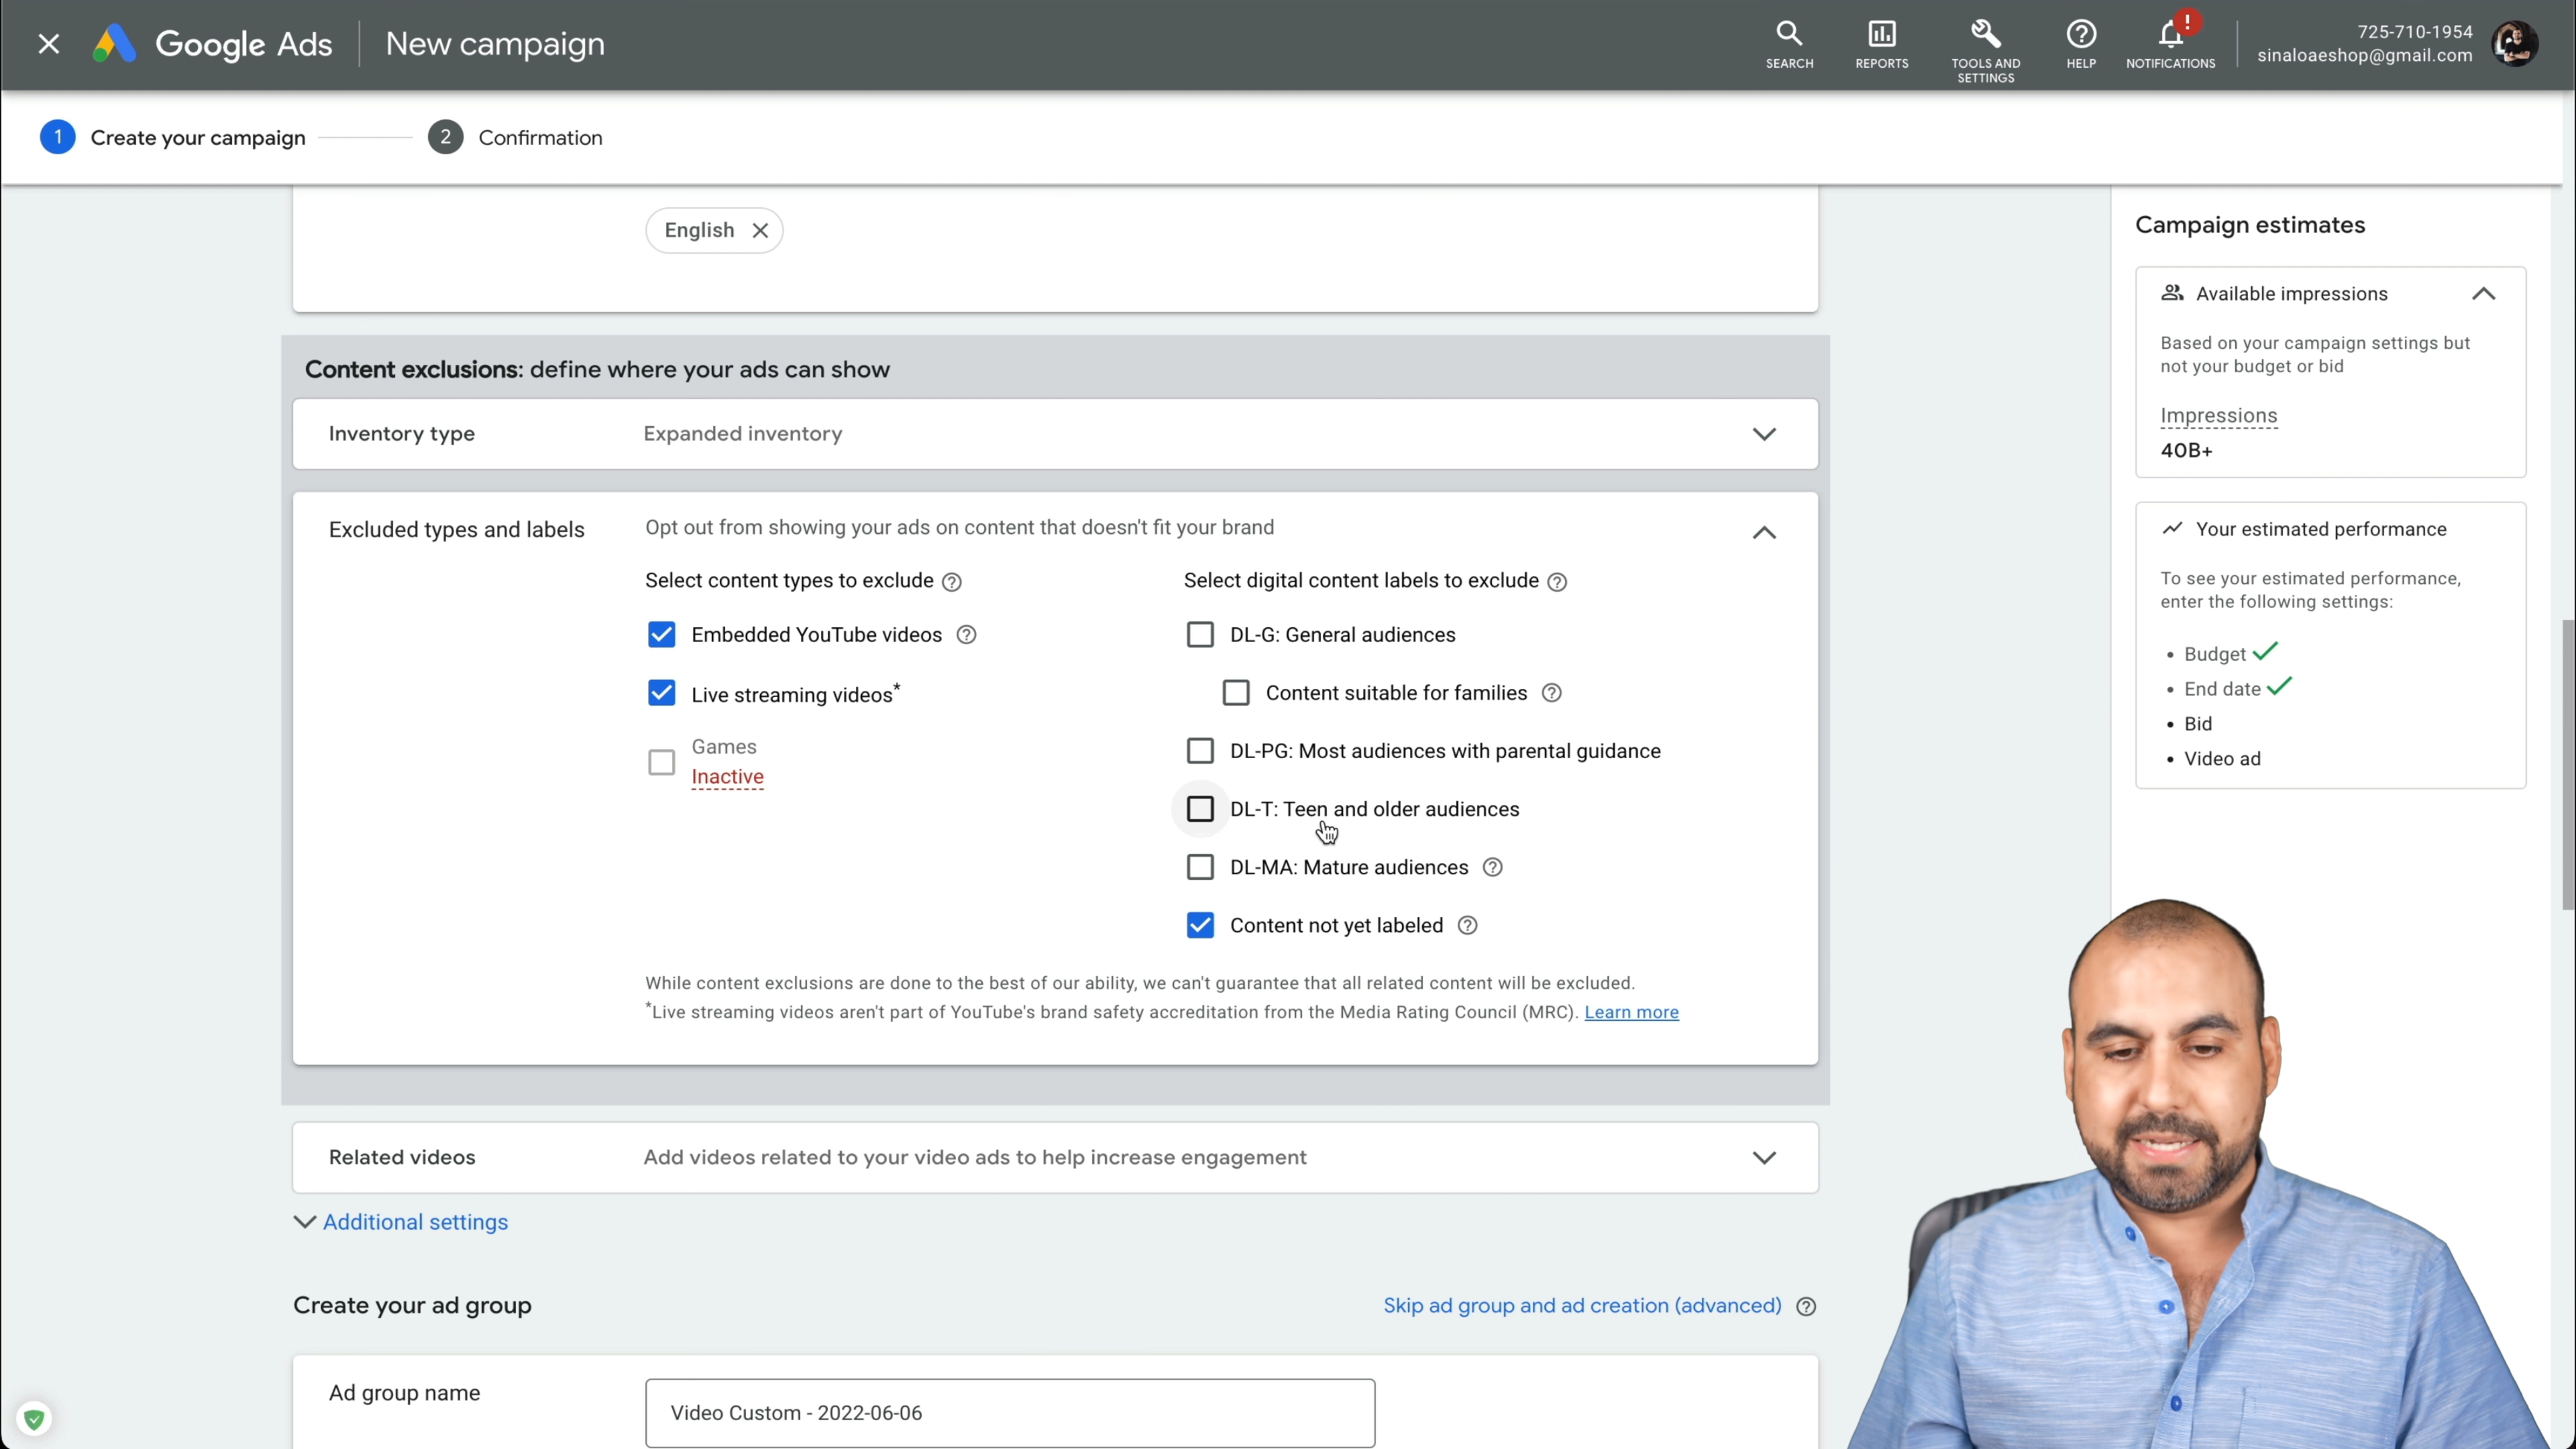 Google Ads New campaign
SEARCH
REPORTS
TOOLS AND
SETTINGS
HELP
!
NOTIFICATIONS
725-710-1954
sinaloaeshop@gmail.com
1 Create your campaign 2 Confirmation
English
Content exclusions: define where your ads can show
Inventory type Expanded inventory
Excluded types and labels Opt out from showing your ads on content that doesn't fit your brand
Select content types to exclude
Embedded YouTube videos
Live streaming videos*
Games
Inactive
Select digital content labels to exclude
DL-G: General audiences
Content suitable for families
DL-PG: Most audiences with parental guidance
DL-T: Teen and older audiences
DL-MA: Mature audiences
Content not yet labeled
While content exclusions are done to the best of our ability, we can't guarantee that all related content will be excluded.
*Live streaming videos aren't part of YouTube's brand safety accreditation from the Media Rating Council (MRC). Learn more
Related videos Add videos related to your video ads to help increase engagement
Additional settings
Create your ad group Skip ad group and ad creation (advanced)
Ad group name Video Custom - 2022-06-06
Campaign estimates
Available impressions
Based on your campaign settings but
not your budget or bid
Impressions
40B+
Your estimated performance
To see your estimated performance,
enter the following settings:
• Budget
• End date
• Bid
• Video ad